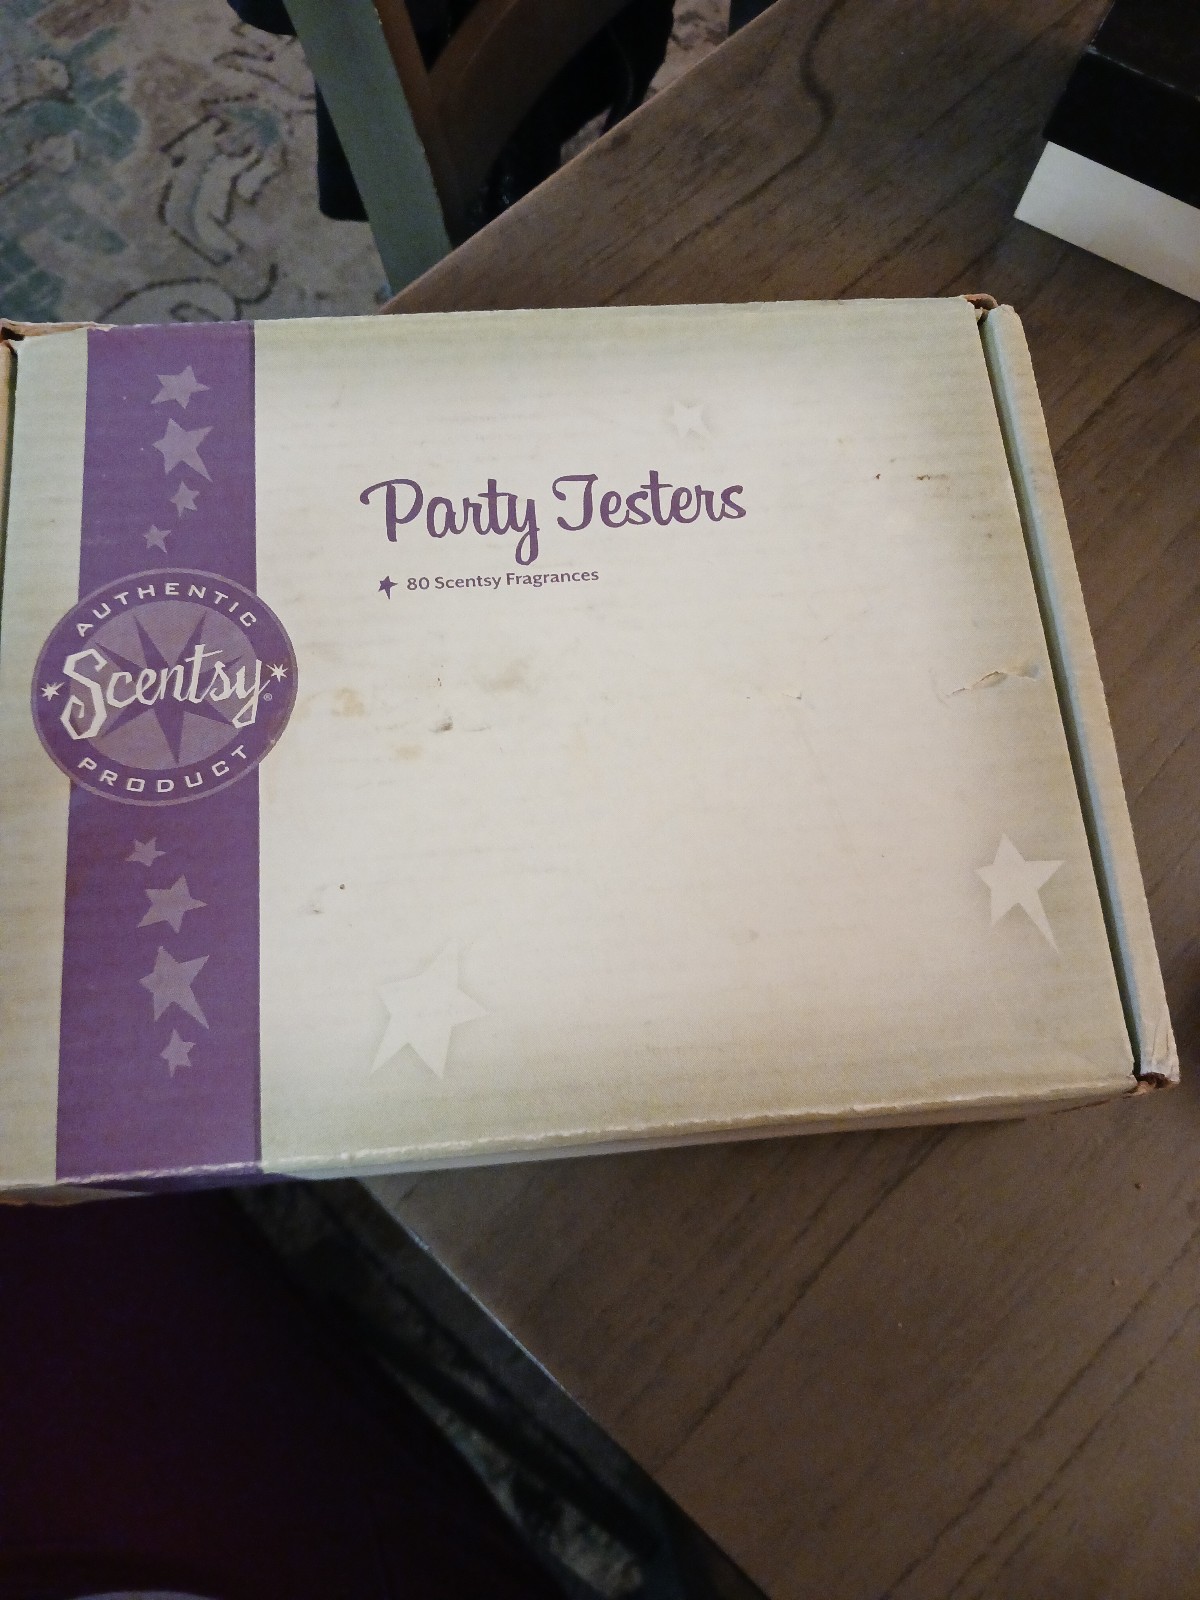 Party Testers
80 Scentsy Fragrances
AUTHENTIC
Scentsy®
PRODUCT